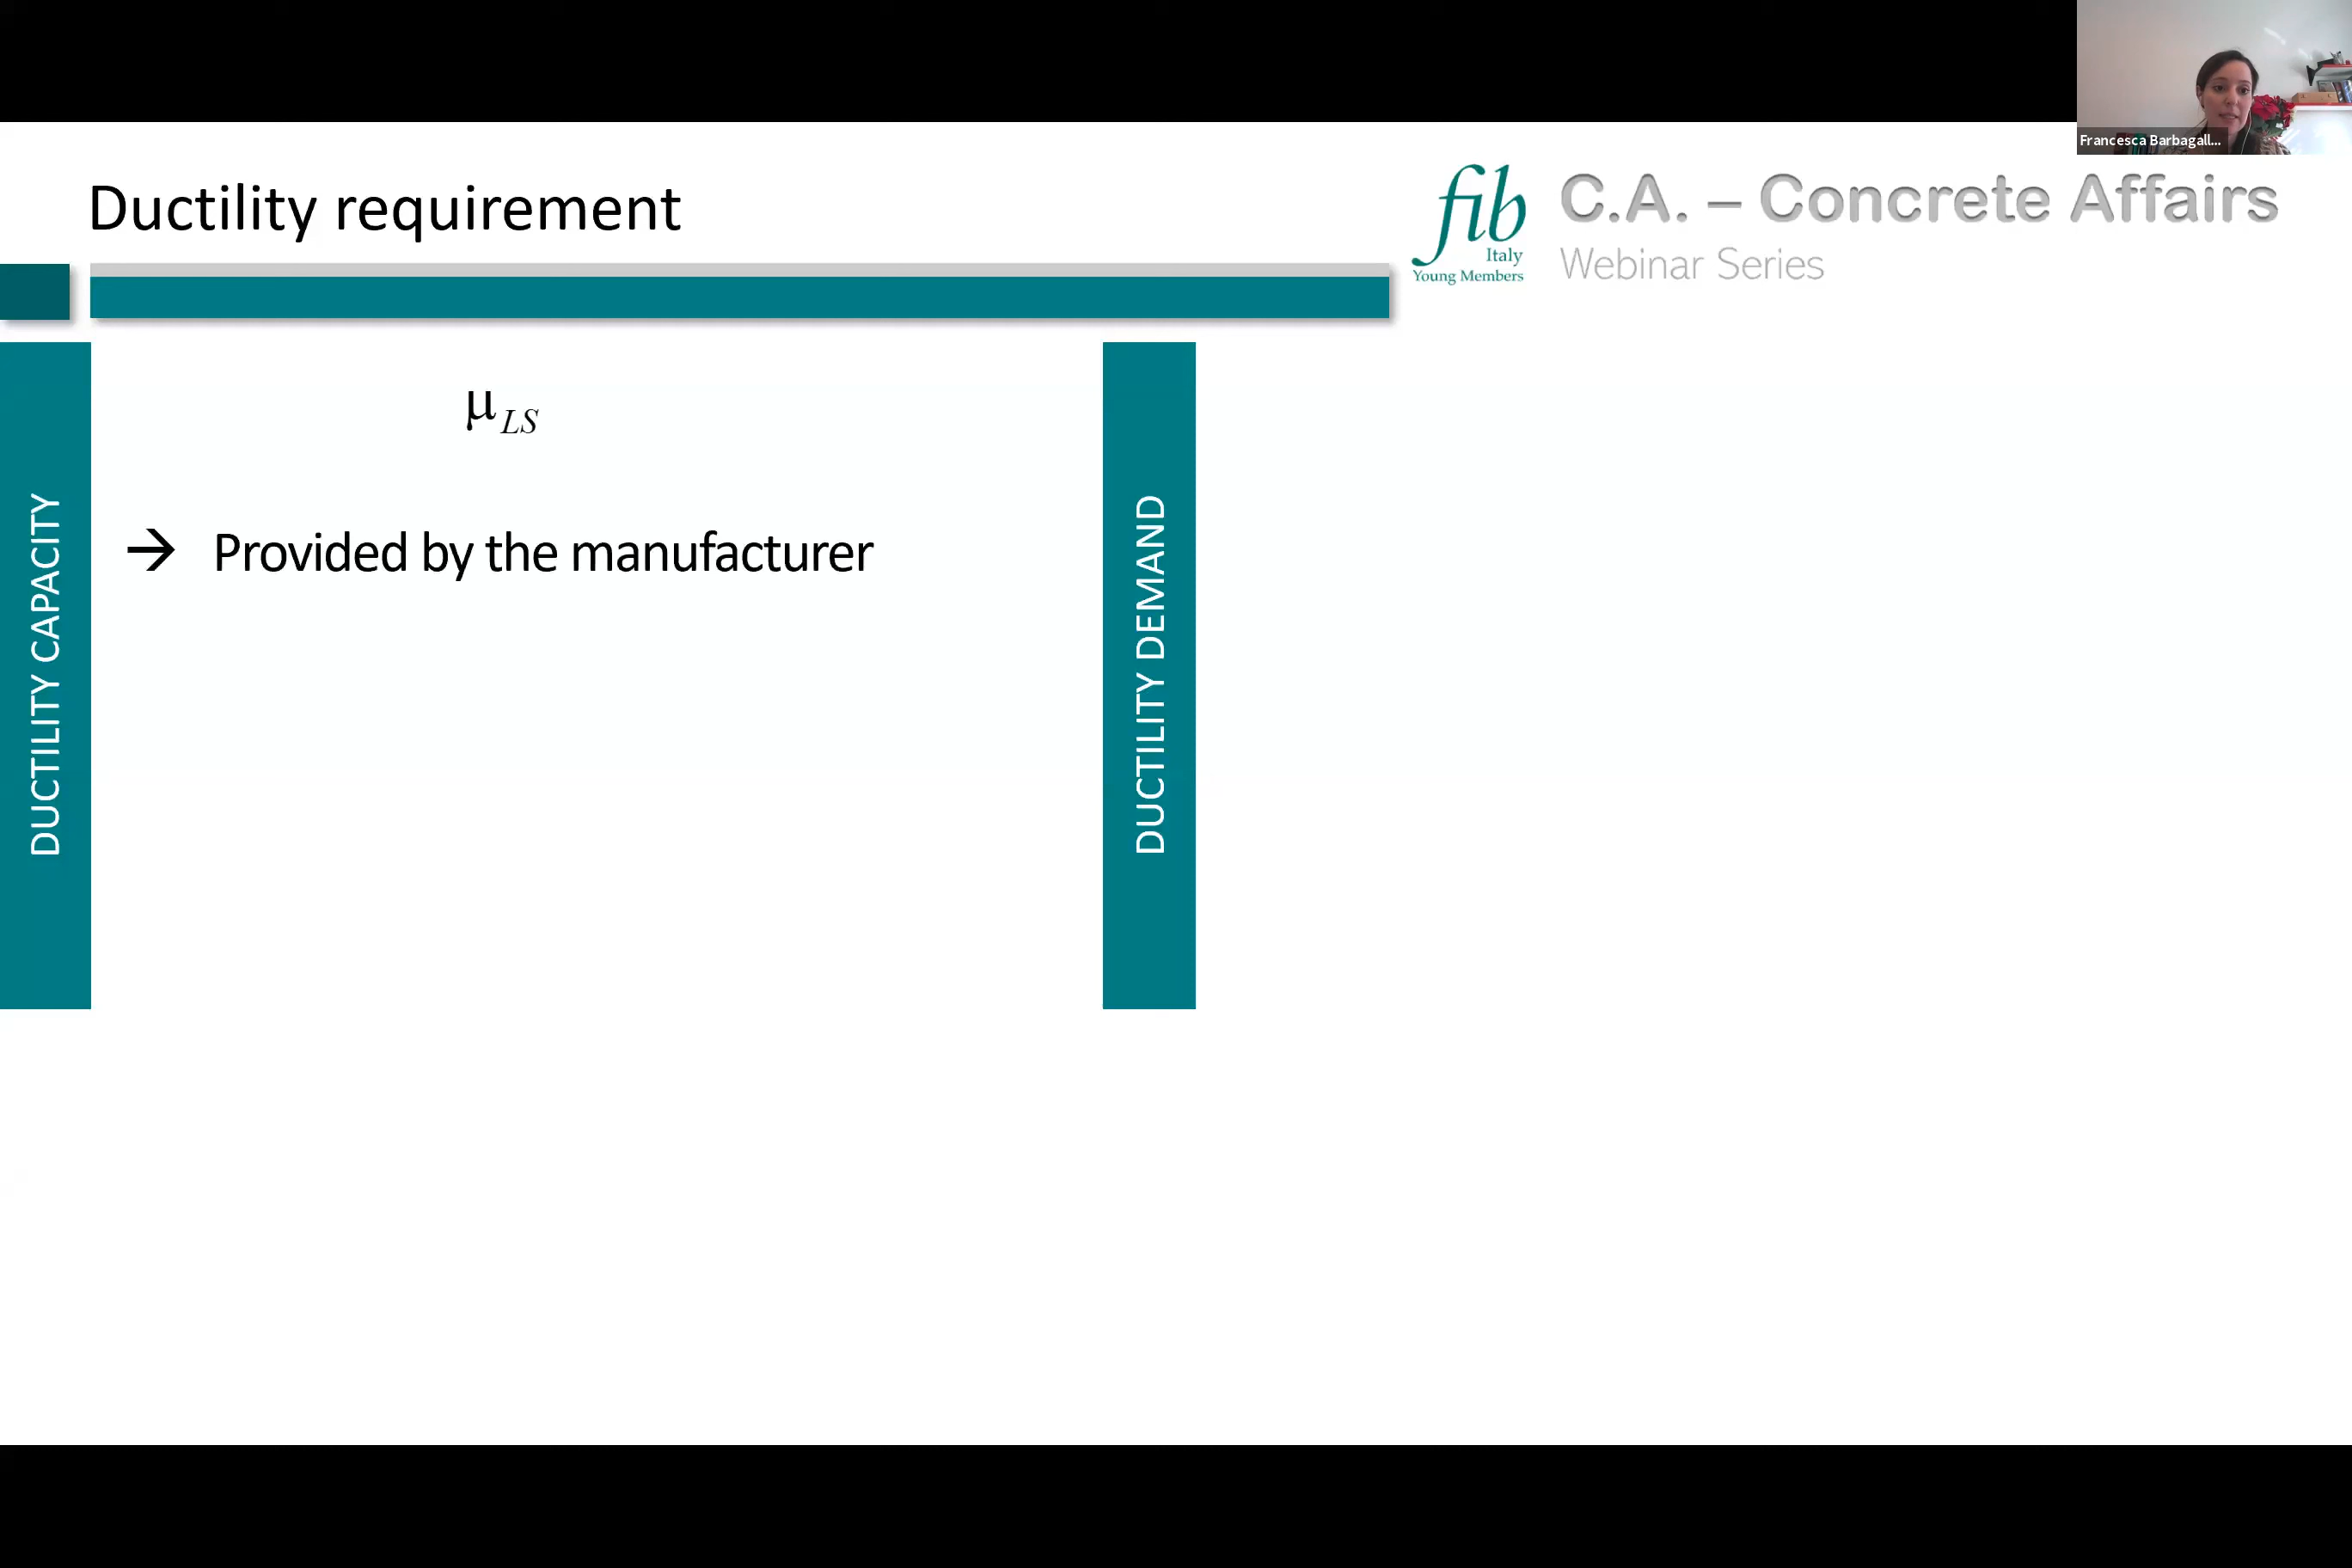 Francesca Barbagall...
Ductility requirement
fib
Italy
Young Members
C.A. – Concrete Affairs
Webinar Series
DUCTILITY CAPACITY
μ LS
→ Provided by the manufacturer
DUCTILITY DEMAND